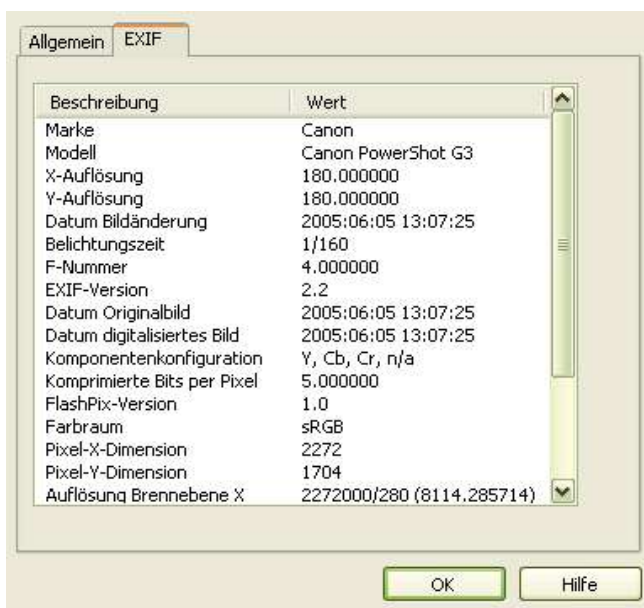 Allgemein EXIF
Beschreibung Wert
Marke Canon
Modell Canon PowerShot G3
X-Auflösung 180.000000
Y-Auflösung 180.000000
Datum Bildänderung 2005:06:05 13:07:25
Belichtungszeit 1/160
F-Nummer 4.000000
EXIF-Version 2.2
Datum Originalbild 2005:06:05 13:07:25
Datum digitalisiertes Bild 2005:06:05 13:07:25
Komponentenkonfiguration Y, Cb, Cr, n/a
Komprimierte Bits per Pixel 5.000000
FlashPix-Version 1.0
Farbraum sRGB
Pixel-X-Dimension 2272
Pixel-Y-Dimension 1704
Auflösung Brennebene X 2272000/280 (8114.285714)
OK Hilfe